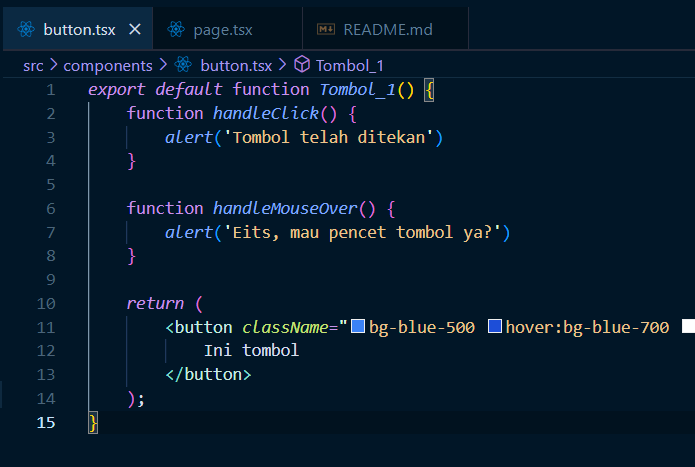 button.tsx
page.tsx
README.md
src > components > button.tsx > Tombol_1
1 export default function Tombol_1() {
2 function handleClick() {
3 alert('Tombol telah ditekan')
4 }
5
6 function handleMouseOver() {
7 alert('Eits, mau pencet tombol ya?')
8 }
9
10 return (
11 <button className="bg-blue-500 hover:bg-blue-700
12 Ini tombol
13 </button>
14 );
15 }